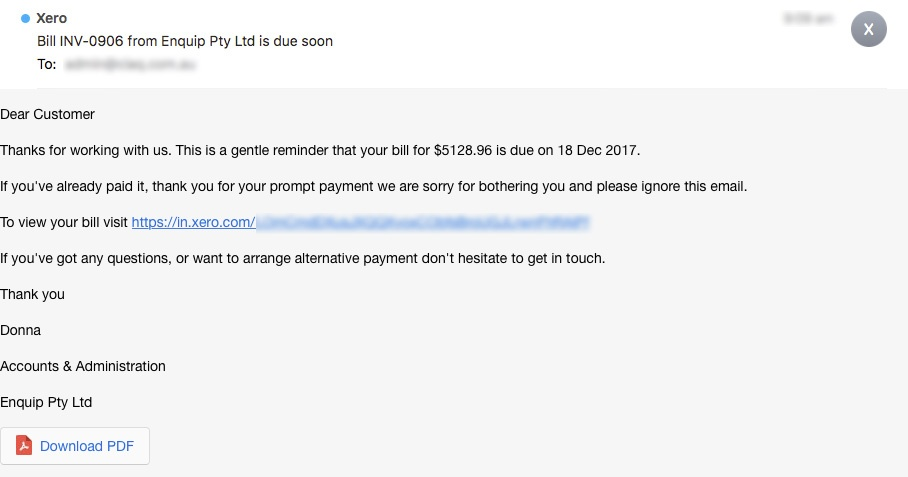 Xero
X
Bill INV-0906 from Enquip Pty Ltd is due soon
To:
Dear Customer
Thanks for working with us. This is a gentle reminder that your bill for $5128.96 is due on 18 Dec 2017.
If you've already paid it, thank you for your prompt payment we are sorry for bothering you and please ignore this email.
To view your bill visit https://in.xero.com/
If you've got any questions, or want to arrange alternative payment don't hesitate to get in touch.
Thank you
Donna
Accounts & Administration
Enquip Pty Ltd
Download PDF